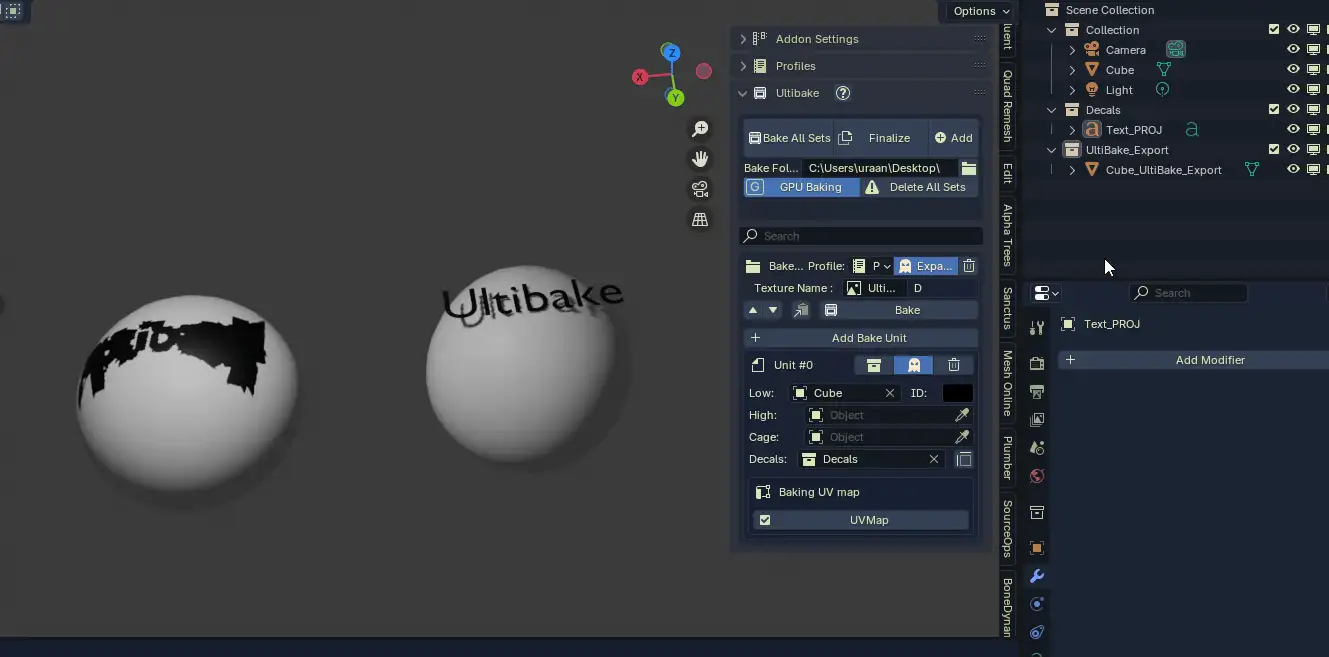 Options
Scene Collection
Collection
Camera
Cube
Light
Decals
Text_PROJ
UltiBake_Export
Cube_UltiBake_Export
Addon Settings
Profiles
Ultibake
Bake All Sets
Finalize
Add
Bake Fol...
C:\Users\uraan\Desktop\
GPU Baking
Delete All Sets
Search
Bake... Profile: P Expa...
Texture Name : Ulti... D
Bake
Add Bake Unit
Unit #0
Low: Cube ID:
High: Object
Cage: Object
Decals: Decals
Baking UV map
UVMap
Quad Remesh
Edit
Alpha Trees
Sanctus
Mesh Online
Plumber
SourceOps
BoneDynan
Search
Text_PROJ
Add Modifier
Ultibake
X
Y
Z